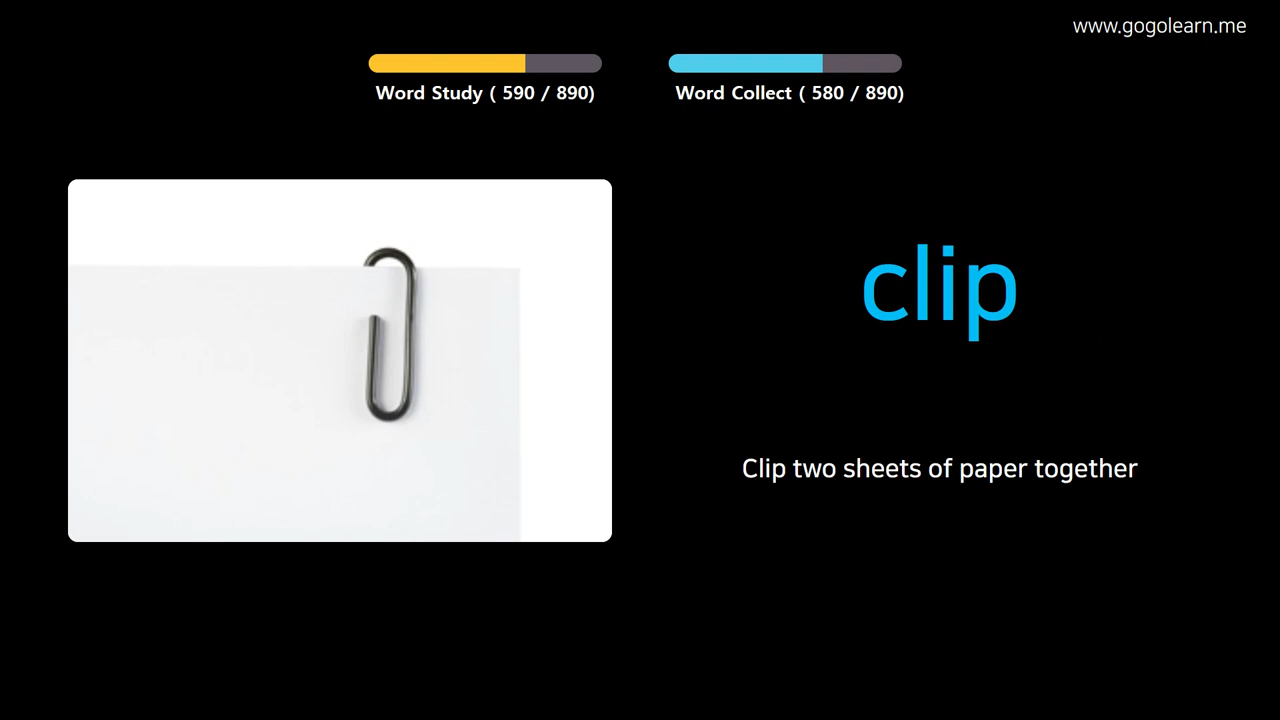 www.gogolearn.me
Word Study ( 590 / 890)
Word Collect ( 580 / 890)
clip
Clip two sheets of paper together